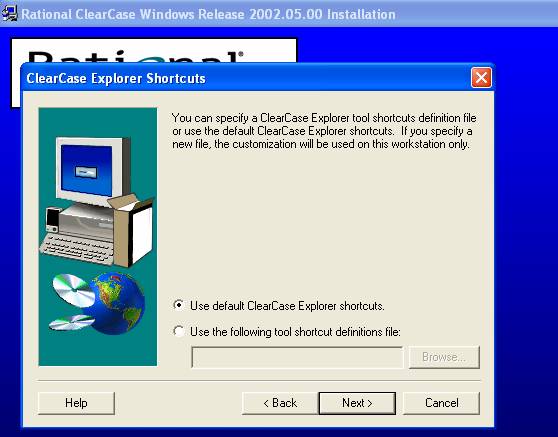 Rational ClearCase Windows Release 2002.05.00 Installation
Rational®
ClearCase Explorer Shortcuts
You can specify a ClearCase Explorer tool shortcuts definition file
or use the default ClearCase Explorer shortcuts. If you specify a
new file, the customization will be used on this workstation only.
Use default ClearCase Explorer shortcuts.
Use the following tool shortcut definitions file:
Browse...
Help
< Back
Next >
Cancel